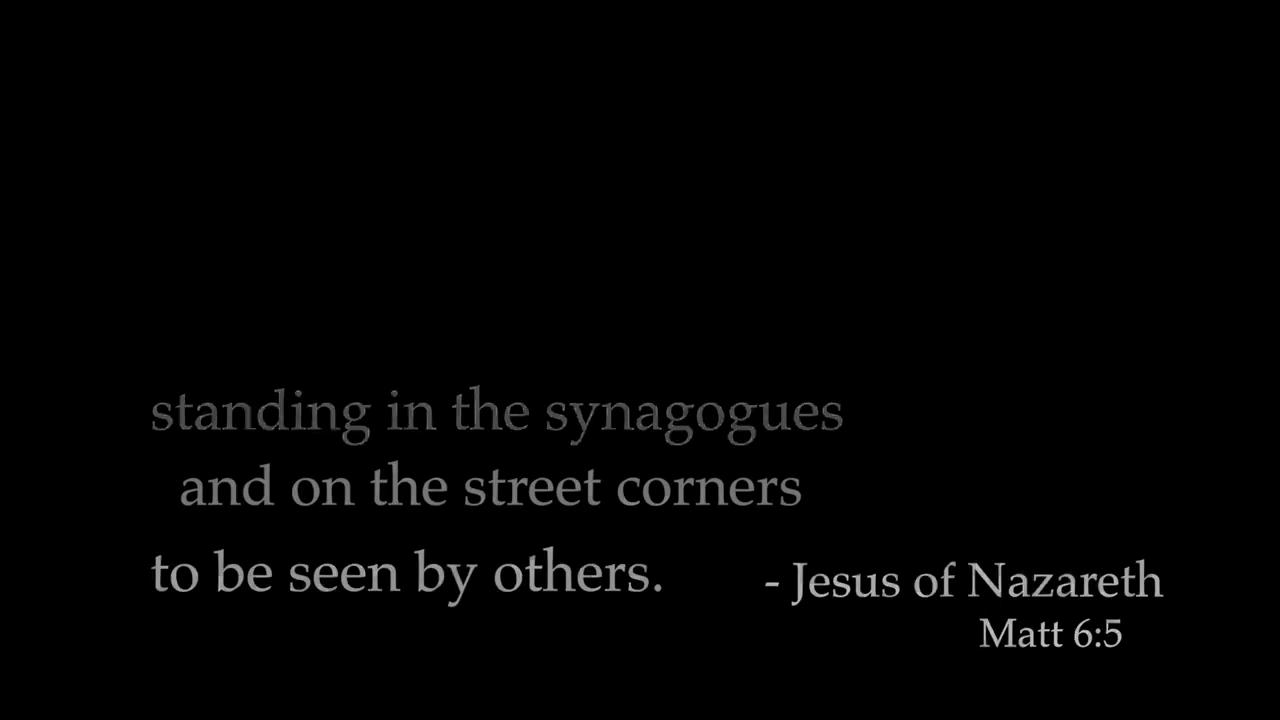 standing in the synagogues
and on the street corners
to be seen by others.
- Jesus of Nazareth
Matt 6:5